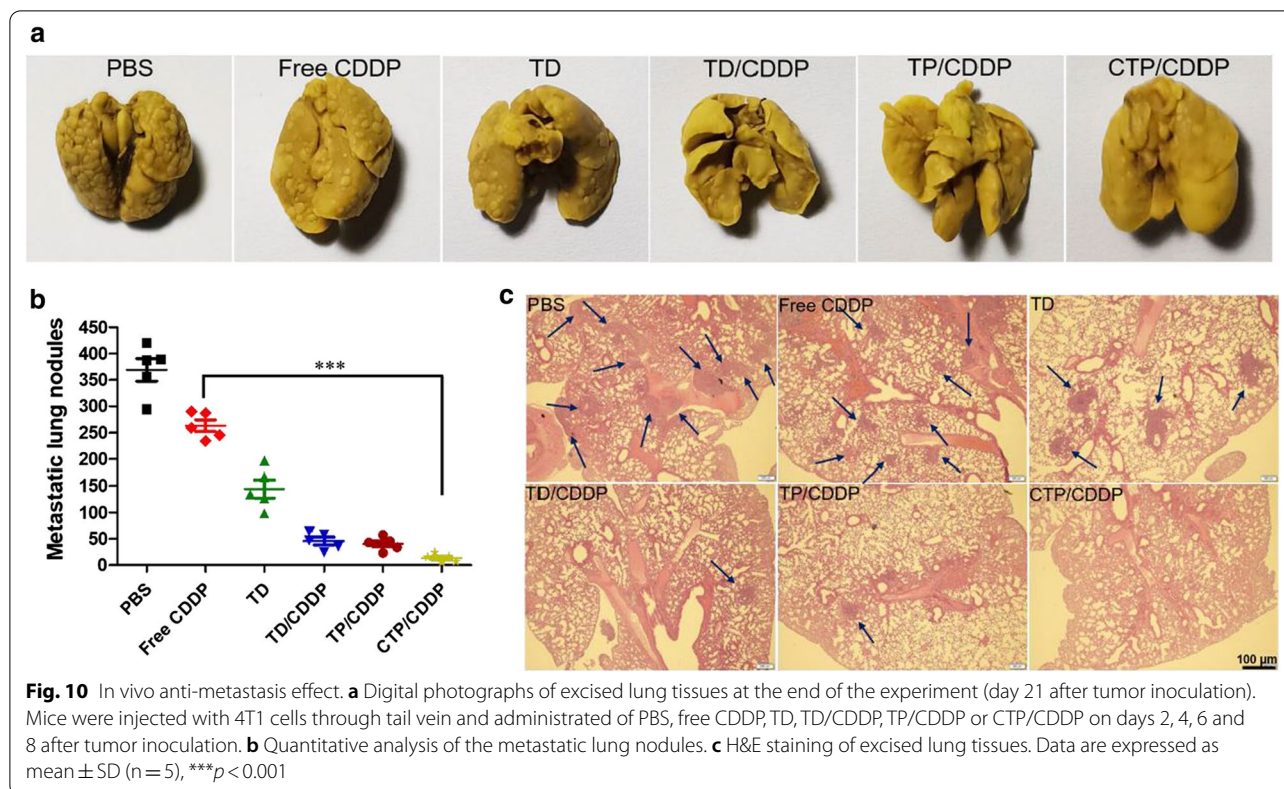 a
PBS
Free CDDP
TD
TD/CDDP
TP/CDDP
CTP/CDDP
b
Metastatic lung nodules
450
400
350
300
250
200
150
100
50
0
***
PBS
Free CDDP
TD
TD/CDDP
TP/CDDP
CTP/CDDP
c
PBS
Free CDDP
TD
TD/CDDP
TP/CDDP
CTP/CDDP
100 µm
Fig. 10 In vivo anti-metastasis effect. a Digital photographs of excised lung tissues at the end of the experiment (day 21 after tumor inoculation).
Mice were injected with 4T1 cells through tail vein and administrated of PBS, free CDDP, TD, TD/CDDP, TP/CDDP or CTP/CDDP on days 2, 4, 6 and
8 after tumor inoculation. b Quantitative analysis of the metastatic lung nodules. c H&E staining of excised lung tissues. Data are expressed as
mean ± SD (n = 5), ***p < 0.001